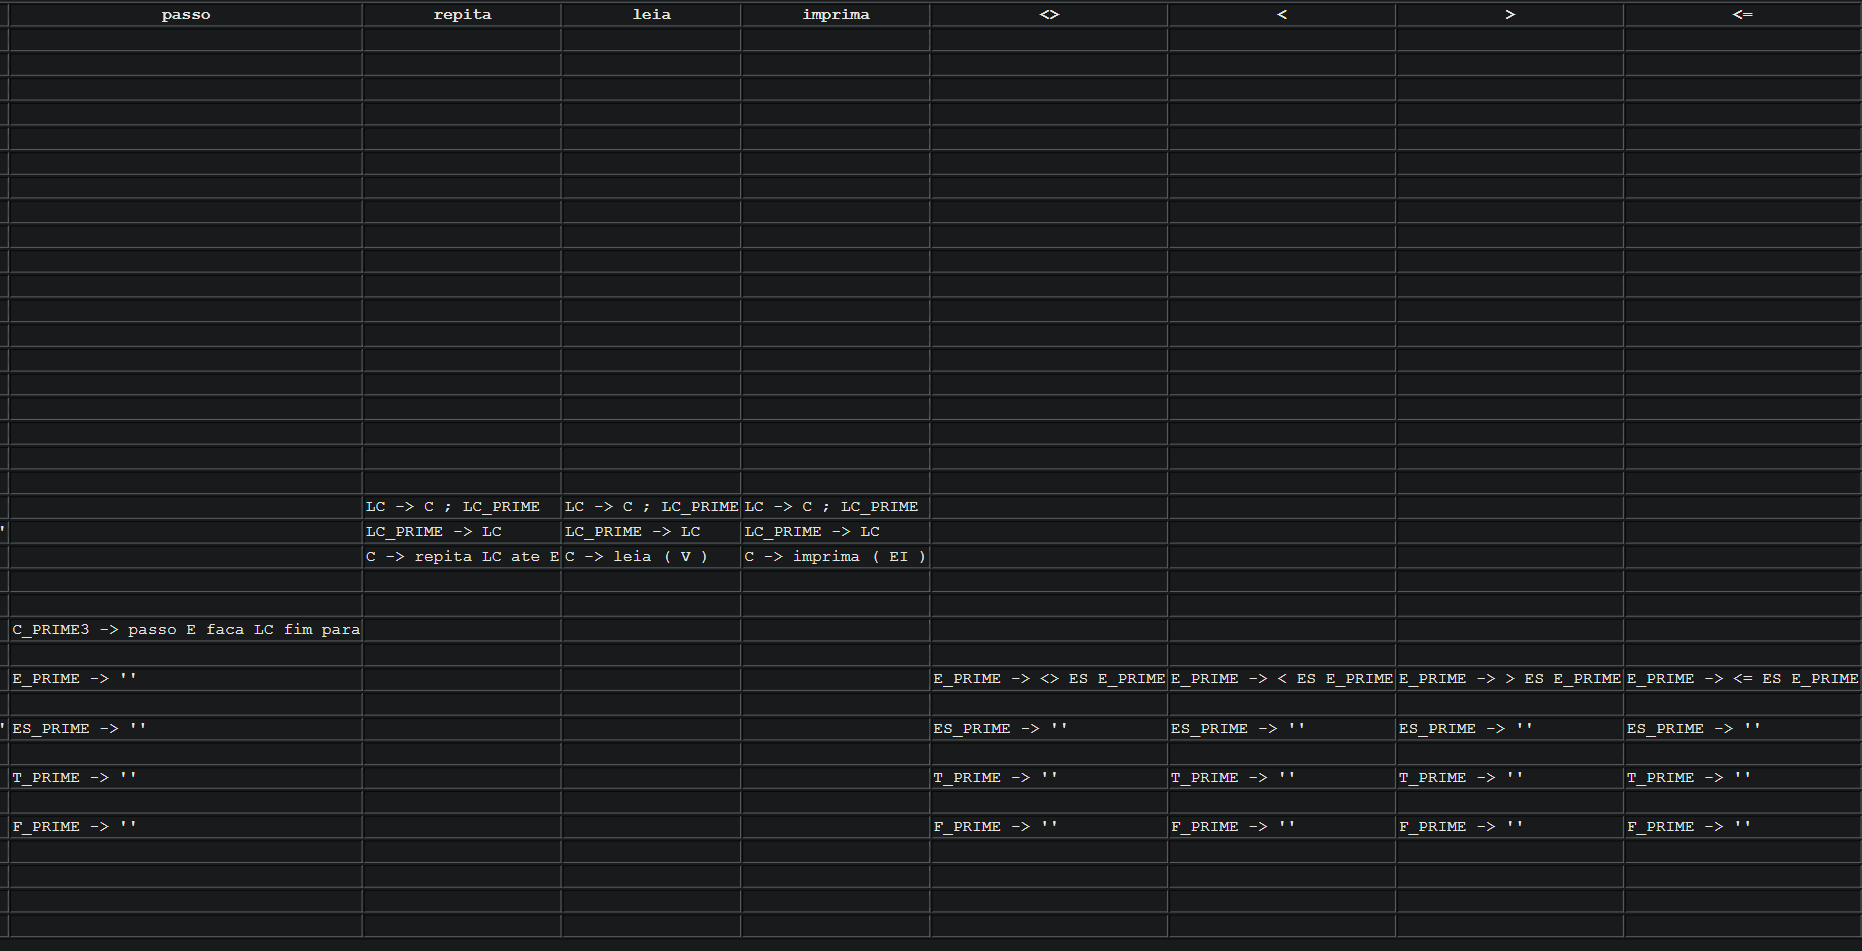 passo repita leia imprima <> < > <=
LC -> C ; LC_PRIME LC -> C ; LC_PRIME LC -> C ; LC_PRIME
' LC_PRIME -> LC LC_PRIME -> LC LC_PRIME -> LC
C -> repita LC ate E C -> leia ( V ) C -> imprima ( EI )
C_PRIME3 -> passo E faca LC fim para
E_PRIME -> '' E_PRIME -> <> ES E_PRIME E_PRIME -> < ES E_PRIME E_PRIME -> > ES E_PRIME E_PRIME -> <= ES E_PRIME
' ES_PRIME -> '' ES_PRIME -> '' ES_PRIME -> '' ES_PRIME -> '' ES_PRIME -> ''
T_PRIME -> '' T_PRIME -> '' T_PRIME -> '' T_PRIME -> '' T_PRIME -> ''
F_PRIME -> '' F_PRIME -> '' F_PRIME -> '' F_PRIME -> '' F_PRIME -> ''